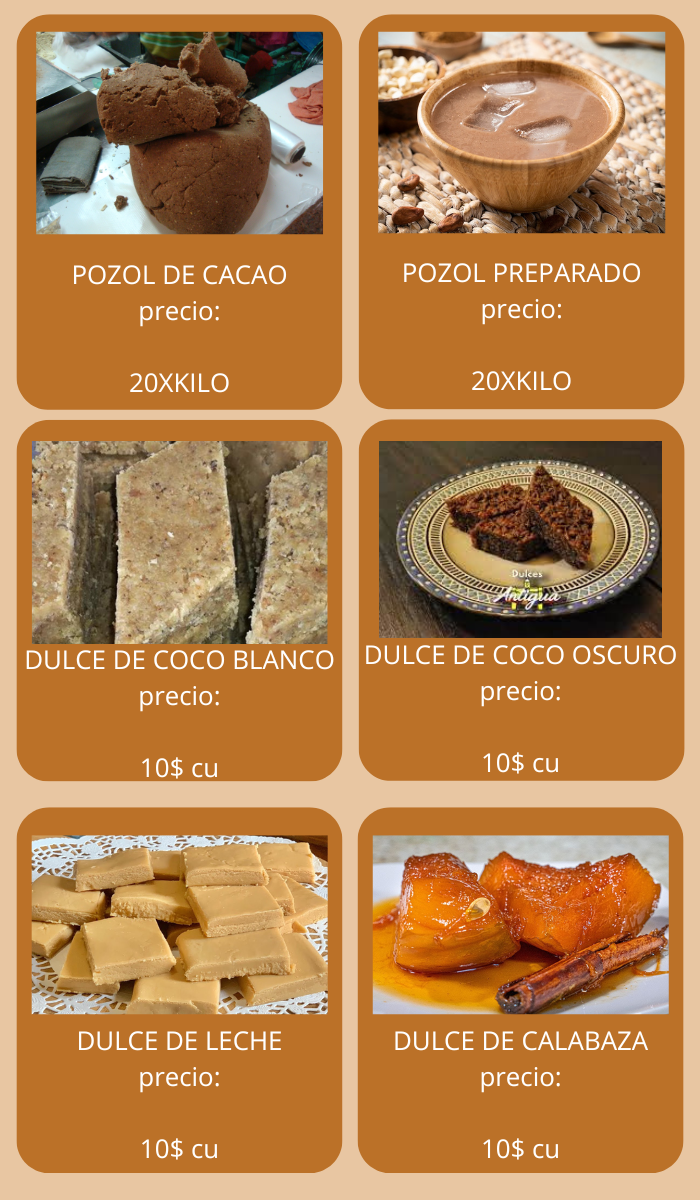 POZOL DE CACAO
precio:
20XKILO
POZOL PREPARADO
precio:
20XKILO
DULCE DE COCO BLANCO
precio:
10$ cu
Dulces
Antigua
DULCE DE COCO OSCURO
precio:
10$ cu
DULCE DE LECHE
precio:
10$ cu
DULCE DE CALABAZA
precio:
10$ cu